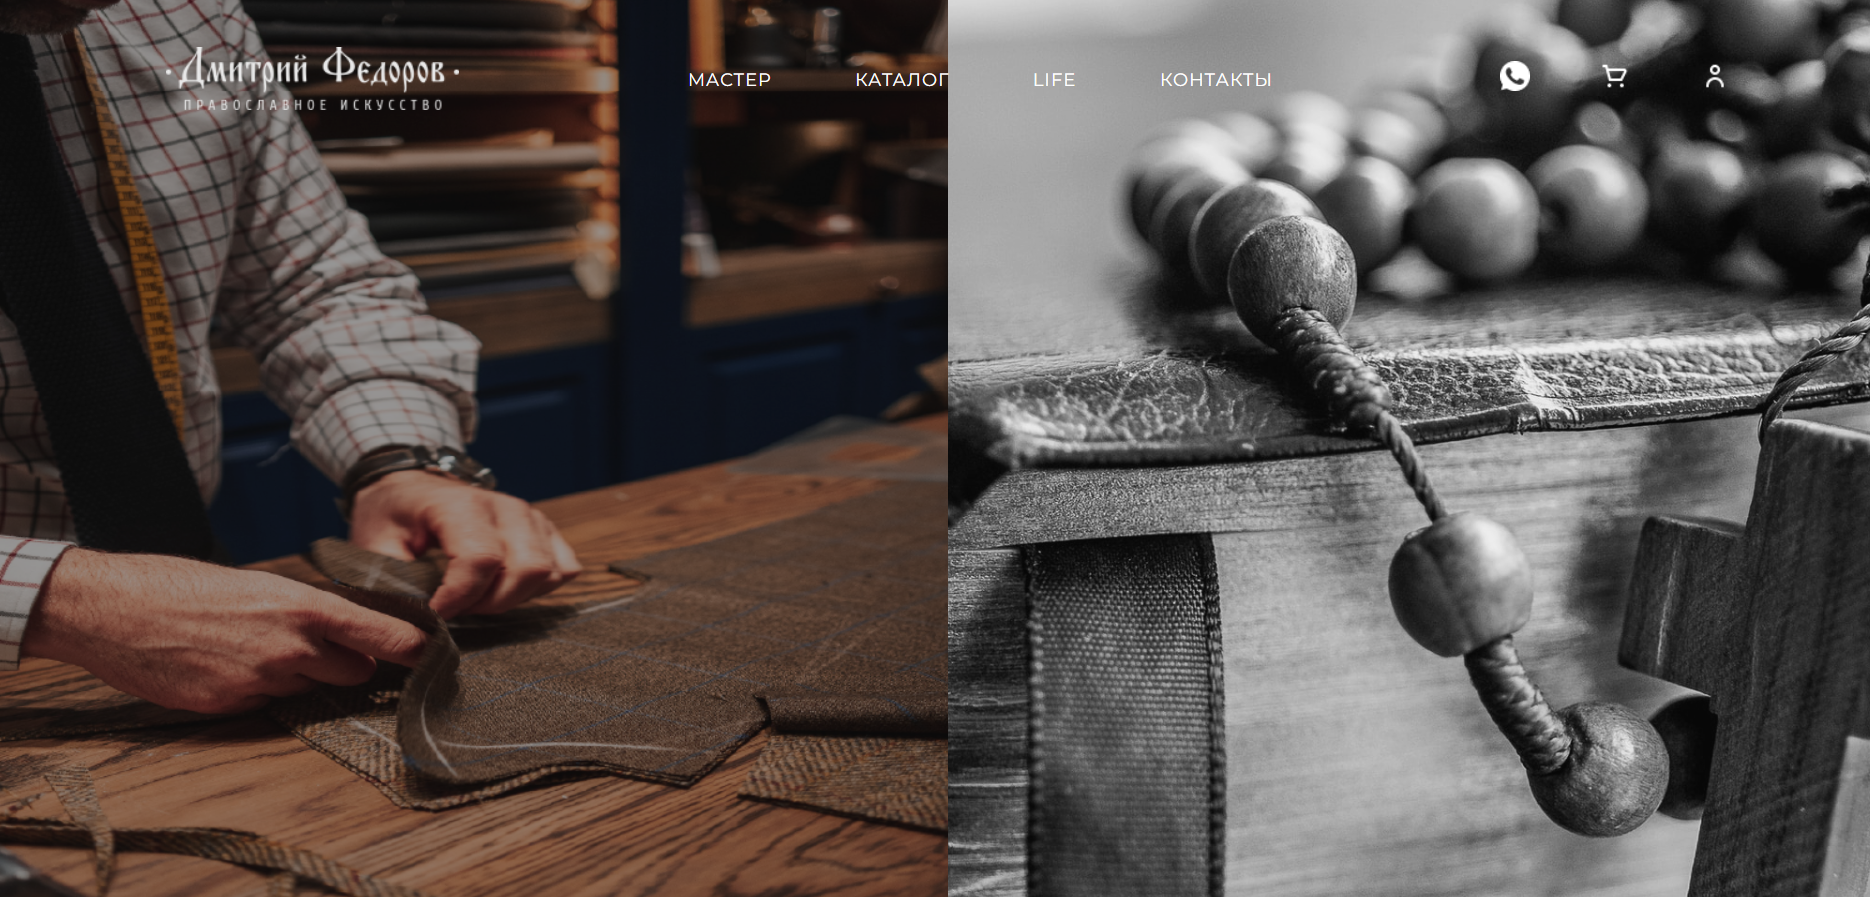 Дмитрий Федоров
ПРАВОСЛАВНОЕ ИСКУССТВО
МАСТЕР
КАТАЛОГ
LIFE
КОНТАКТЫ